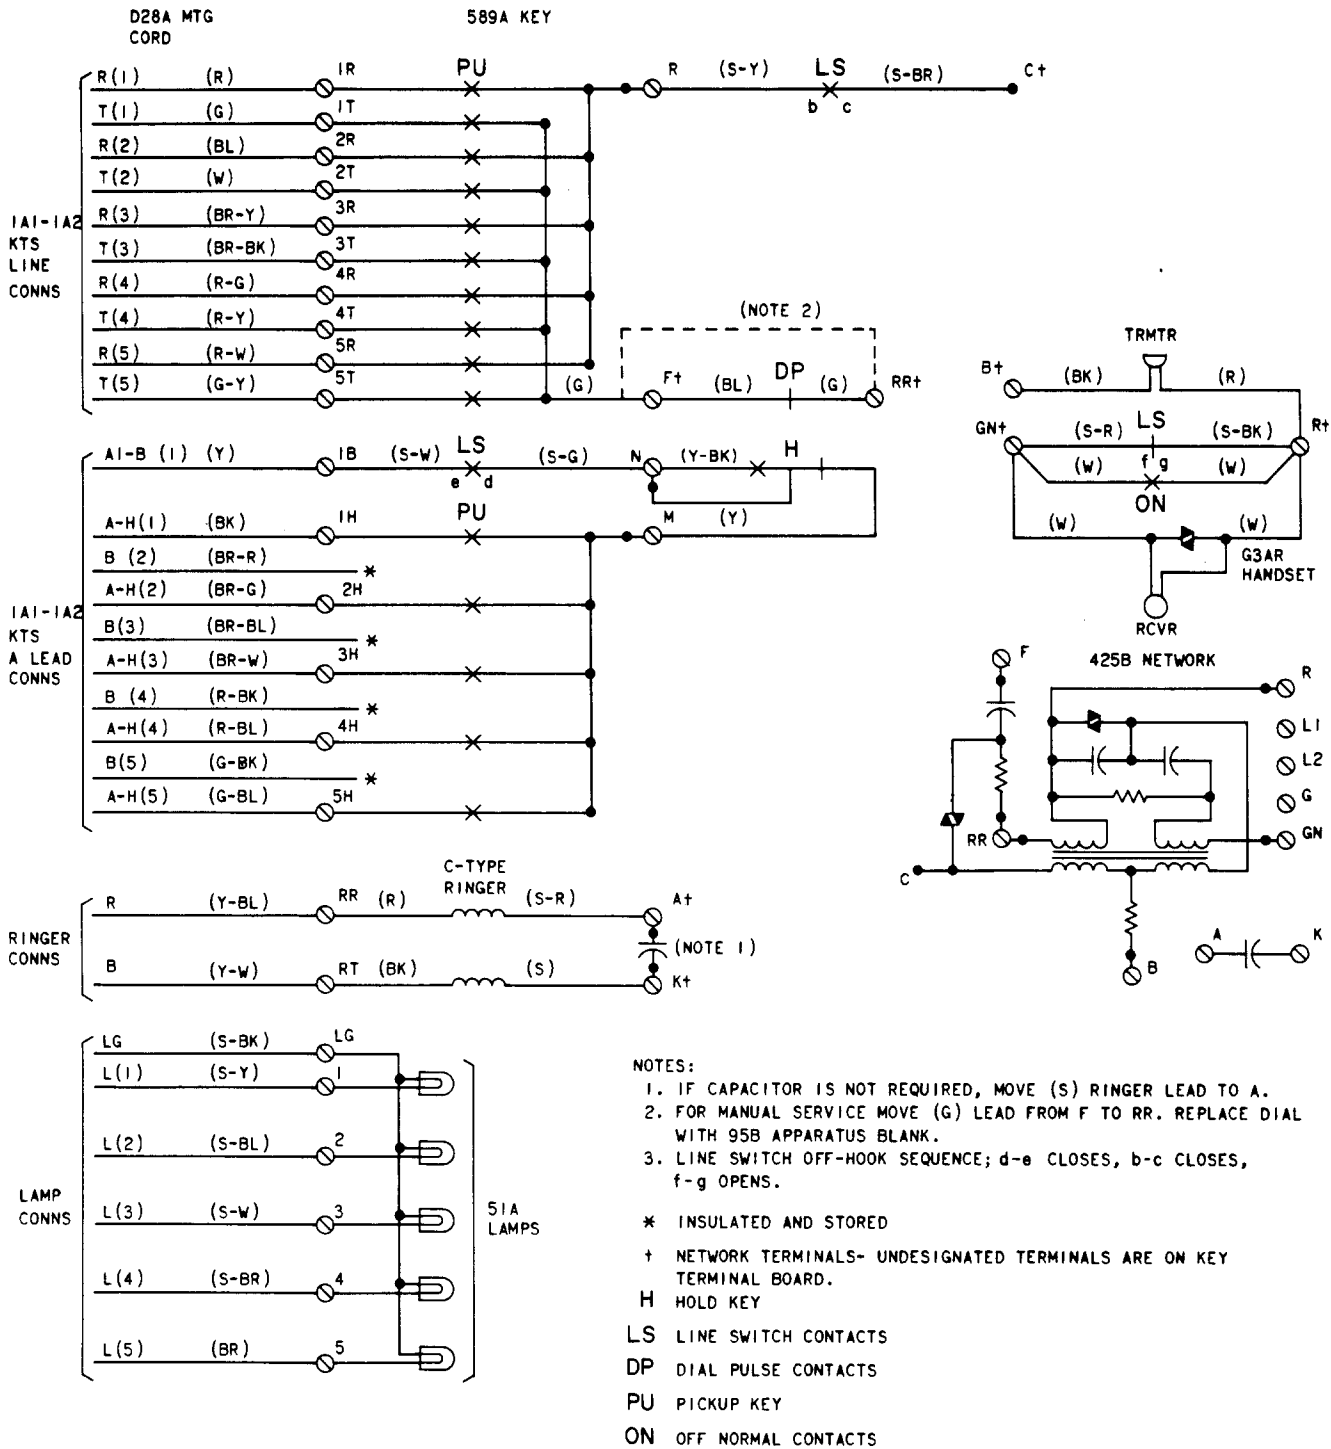 D28A MTG CORD
589A KEY
1A1-1A2 KTS LINE CONNS
R(1) (R) 1R PU R (S-Y) LS (S-BR) C†
b c
T(1) (G) 1T
R(2) (BL) 2R
T(2) (W) 2T
R(3) (BR-Y) 3R
T(3) (BR-BK) 3T
R(4) (R-G) 4R
T(4) (R-Y) 4T
R(5) (R-W) 5R
T(5) (G-Y) 5T (G) F† (BL) DP (G) RR†
(NOTE 2)
1A1-1A2 KTS A LEAD CONNS
A1-B (1) (Y) 1B (S-W) LS (S-G) N (Y-BK) H
e d
A-H(1) (BK) 1H PU M (Y)
B (2) (BR-R) *
A-H(2) (BR-G) 2H
B(3) (BR-BL) *
A-H(3) (BR-W) 3H
B (4) (R-BK) *
A-H(4) (R-BL) 4H
B(5) (G-BK) *
A-H(5) (G-BL) 5H
TRMTR
B† (BK) (R)
GN† (S-R) LS (S-BK) R†
(W) f g (W)
ON
(W) (W)
G3AR HANDSET
RCVR
425B NETWORK
F
R
L1
L2
G
GN
RR
C
B
A K
RINGER CONNS
C-TYPE RINGER
R (Y-BL) RR (R) (S-R) A†
(NOTE 1)
B (Y-W) RT (BK) (S) K†
LAMP CONNS
LG (S-BK) LG
L(1) (S-Y) 1
L(2) (S-BL) 2
L(3) (S-W) 3
L(4) (S-BR) 4
L(5) (BR) 5
51A LAMPS
NOTES:
1. IF CAPACITOR IS NOT REQUIRED, MOVE (S) RINGER LEAD TO A.
2. FOR MANUAL SERVICE MOVE (G) LEAD FROM F TO RR. REPLACE DIAL
WITH 95B APPARATUS BLANK.
3. LINE SWITCH OFF-HOOK SEQUENCE; d-e CLOSES, b-c CLOSES,
f-g OPENS.
* INSULATED AND STORED
† NETWORK TERMINALS- UNDESIGNATED TERMINALS ARE ON KEY
TERMINAL BOARD.
H HOLD KEY
LS LINE SWITCH CONTACTS
DP DIAL PULSE CONTACTS
PU PICKUP KEY
ON OFF NORMAL CONTACTS